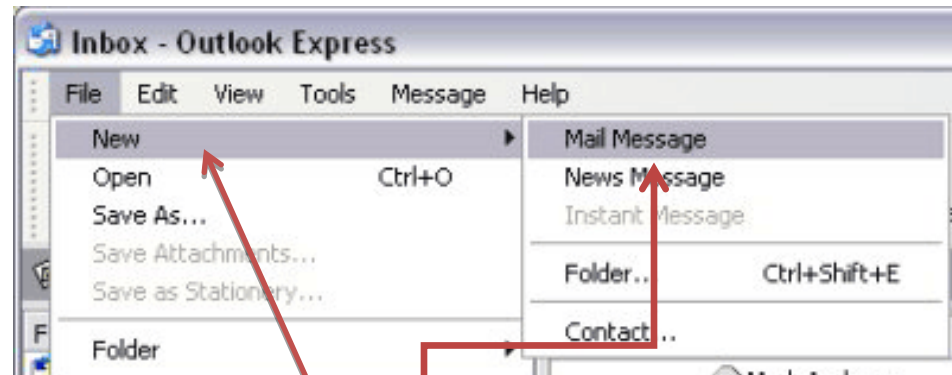 Inbox - Outlook Express
File Edit View Tools Message Help
New
Open Ctrl+O
Save As...
Save Attachments...
Save as Stationery...
Folder
Mail Message
News Message
Instant Message
Folder... Ctrl+Shift+E
Contact...
F